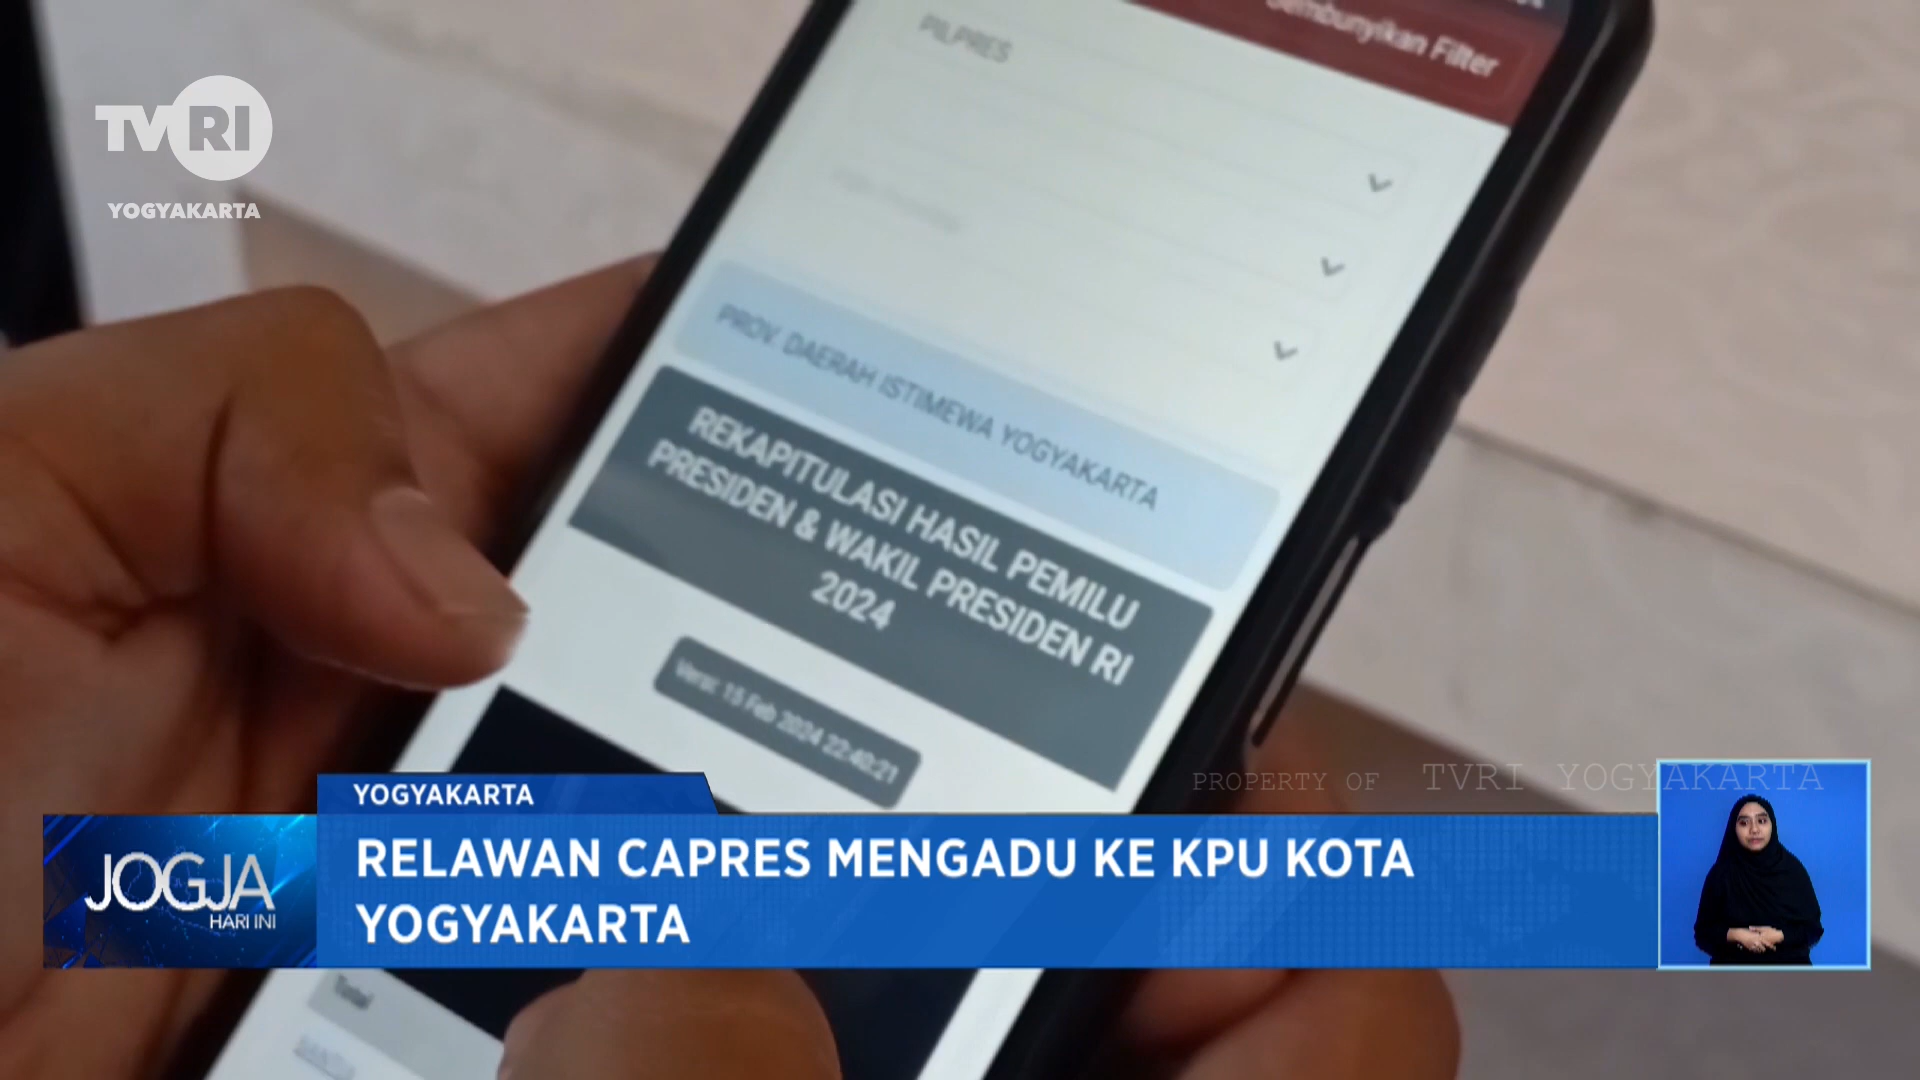 Sembunyikan Filter
PILPRES
TVRI
YOGYAKARTA
PROV. DAERAH ISTIMEWA YOGYAKARTA
REKAPITULASI HASIL PEMILU
PRESIDEN & WAKIL PRESIDEN RI
2024
Versi: 15 Feb 2024 22:40:21
PROPERTY OF TVRI YOGYAKARTA
YOGYAKARTA
JOGJA
HARI INI
RELAWAN CAPRES MENGADU KE KPU KOTA
YOGYAKARTA
Total